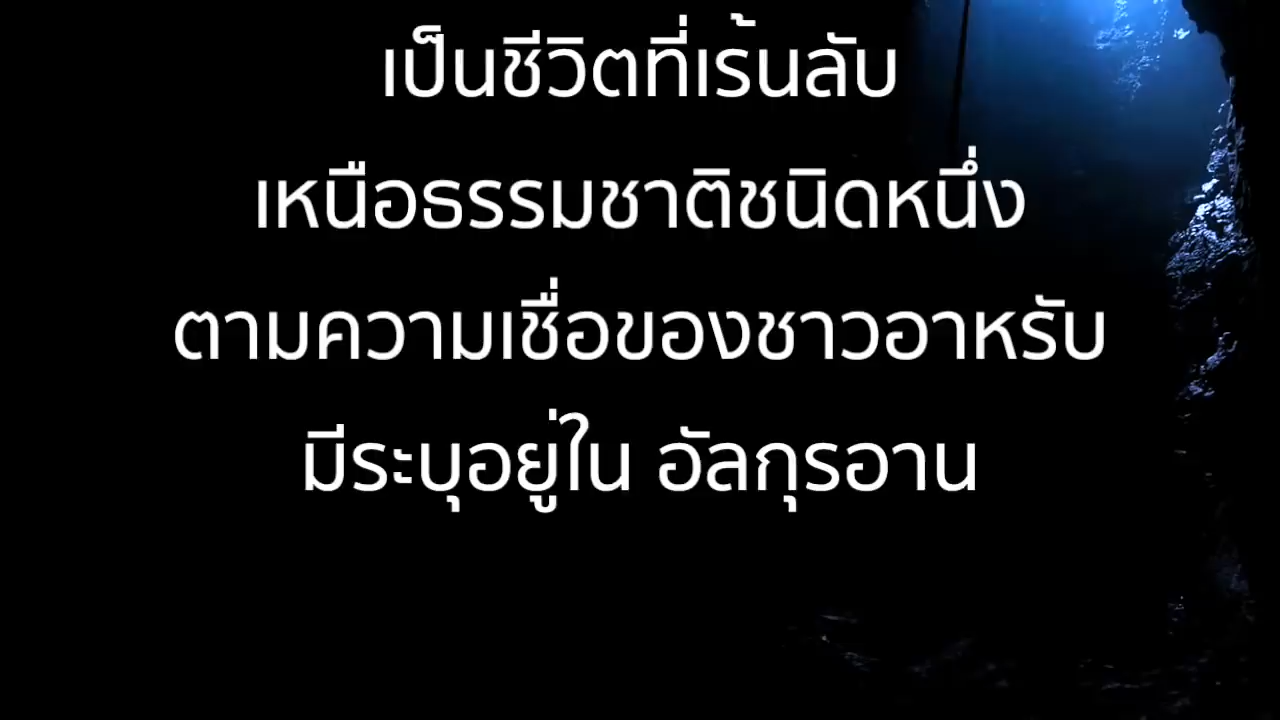 เป็นชีวิตที่เร้นลับ
เหนือธรรมชาติชนิดหนึ่ง
ตามความเชื่อของชาวอาหรับ
มีระบุอยู่ใน อัลกุรอาน